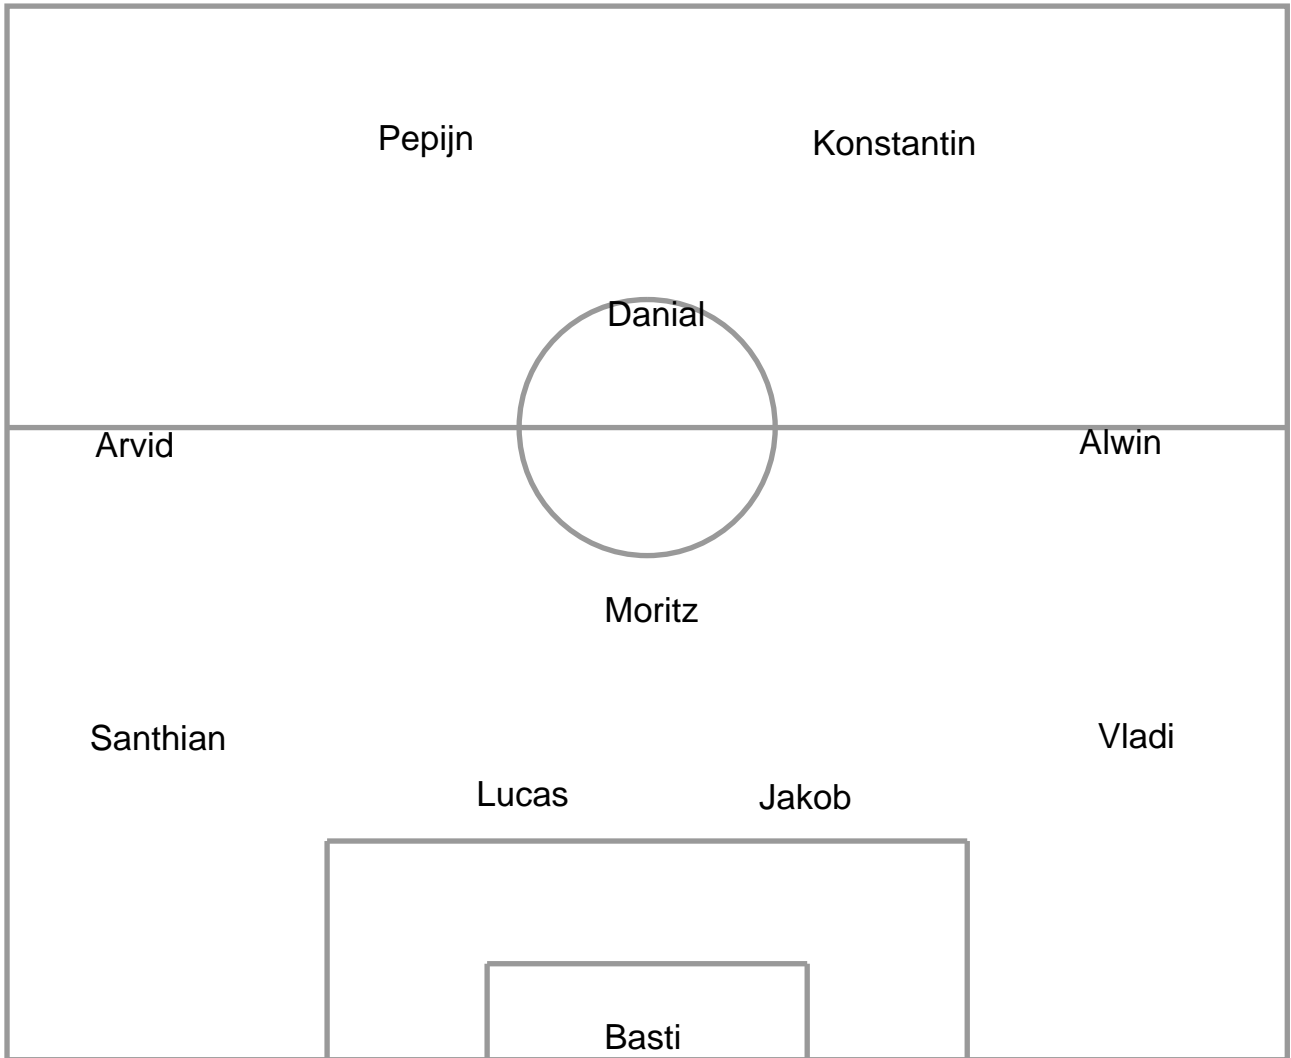 Pepijn
Konstantin
Danial
Arvid
Alwin
Moritz
Santhian
Vladi
Lucas
Jakob
Basti